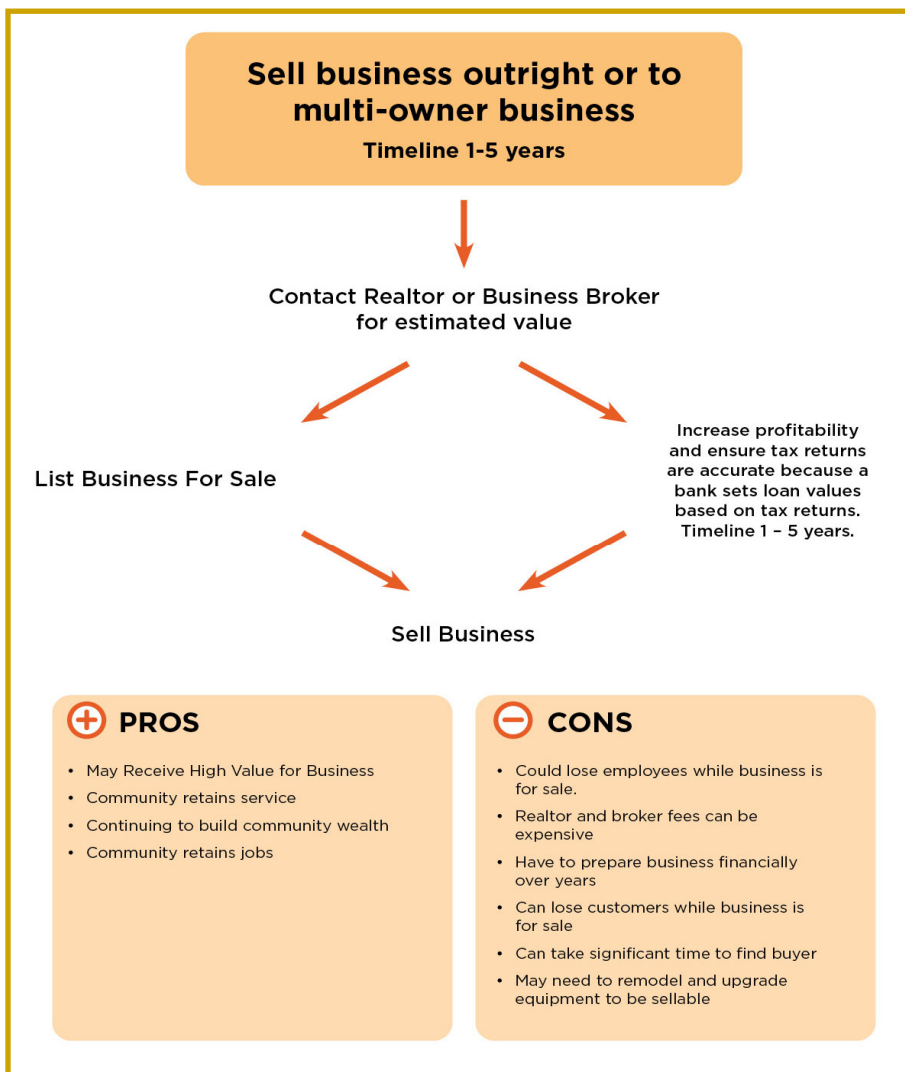 Sell business outright or to
multi-owner business
Timeline 1-5 years
Contact Realtor or Business Broker
for estimated value
List Business For Sale
Increase profitability
and ensure tax returns
are accurate because a
bank sets loan values
based on tax returns.
Timeline 1 – 5 years.
Sell Business
PROS
• May Receive High Value for Business
• Community retains service
• Continuing to build community wealth
• Community retains jobs
CONS
• Could lose employees while business is
for sale.
• Realtor and broker fees can be
expensive
• Have to prepare business financially
over years
• Can lose customers while business is
for sale
• Can take significant time to find buyer
• May need to remodel and upgrade
equipment to be sellable